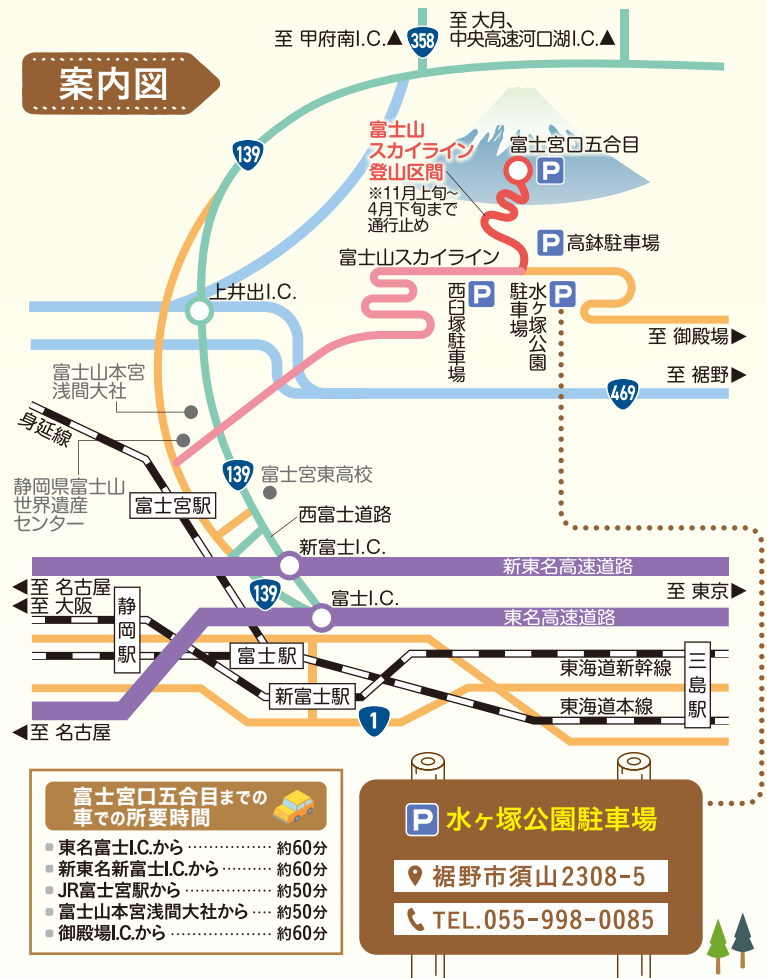 案内図
至 甲府南I.C.▲
358
至 大月、
中央高速河口湖I.C.▲
139
富士山
スカイライン
登山区間
※11月上旬~
4月下旬まで
通行止め
富士宮口五合目
P
P 高鉢駐車場
富士山スカイライン
上井出I.C.
西臼塚駐車場
P
水ヶ塚公園
駐車場
P
至 御殿場▶
至 裾野▶
469
富士山本宮
浅間大社
身延線
139
富士宮東高校
静岡県富士山
世界遺産
センター
富士宮駅
西富士道路
新富士I.C.
新東名高速道路
◀至 名古屋
◀至 大阪
139
富士I.C.
至 東京▶
東名高速道路
静岡駅
富士駅
新富士駅
東海道新幹線
三島駅
東海道本線
1
◀至 名古屋
富士宮口五合目までの
車での所要時間
東名富士I.C.から …………… 約60分
新東名新富士I.C.から ……… 約60分
JR富士宮駅から …………… 約50分
富士山本宮浅間大社から … 約50分
御殿場I.C.から ……………… 約60分
P 水ヶ塚公園駐車場
裾野市須山2308-5
TEL.055-998-0085